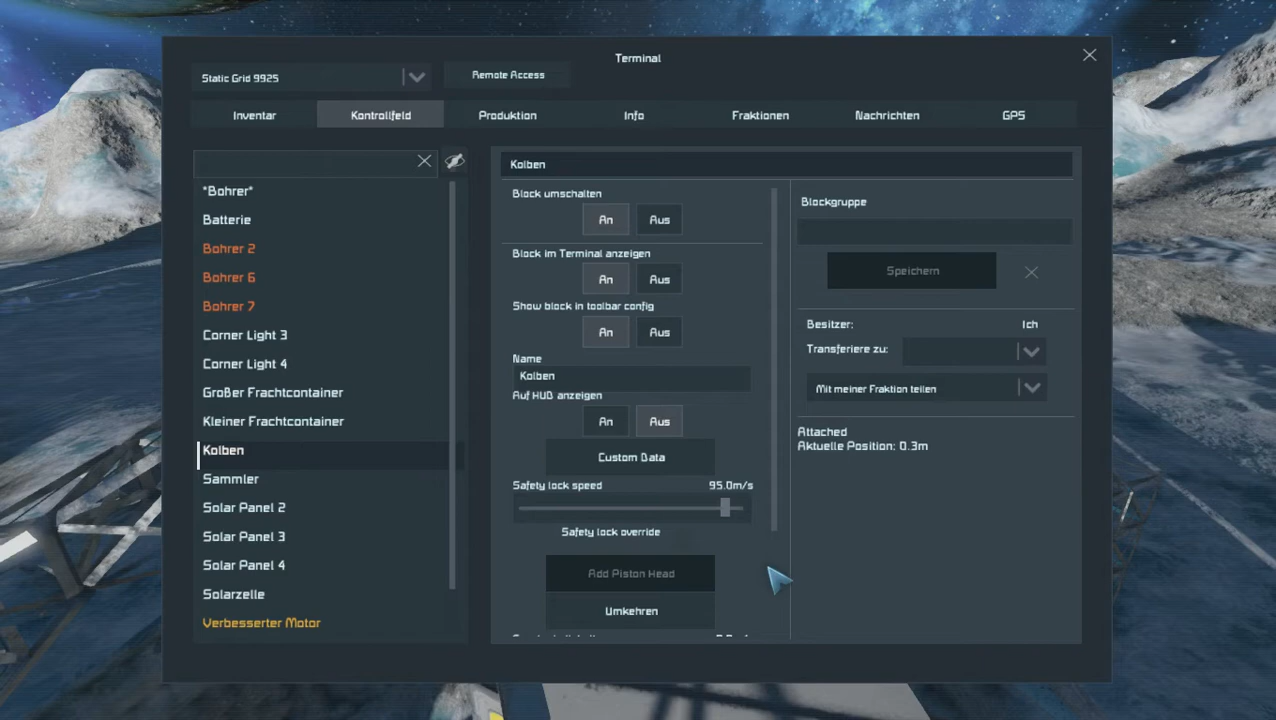 Terminal
Static Grid 9925
Remote Access
Inventar
Kontrollfeld
Produktion
Info
Fraktionen
Nachrichten
GPS
*Bohrer*
Batterie
Bohrer 2
Bohrer 6
Bohrer 7
Corner Light 3
Corner Light 4
Großer Frachtcontainer
Kleiner Frachtcontainer
Kolben
Sammler
Solar Panel 2
Solar Panel 3
Solar Panel 4
Solarzelle
Verbesserter Motor
Kolben
Block umschalten
An Aus
Block im Terminal anzeigen
An Aus
Show block in toolbar config
An Aus
Name
Kolben
Auf HUD anzeigen
An Aus
Custom Data
Safety lock speed 95.0m/s
Safety lock override
Add Piston Head
Umkehren
Blockgruppe
Speichern
Besitzer: Ich
Transferiere zu:
Mit meiner Fraktion teilen
Attached
Aktuelle Position: 0.3m